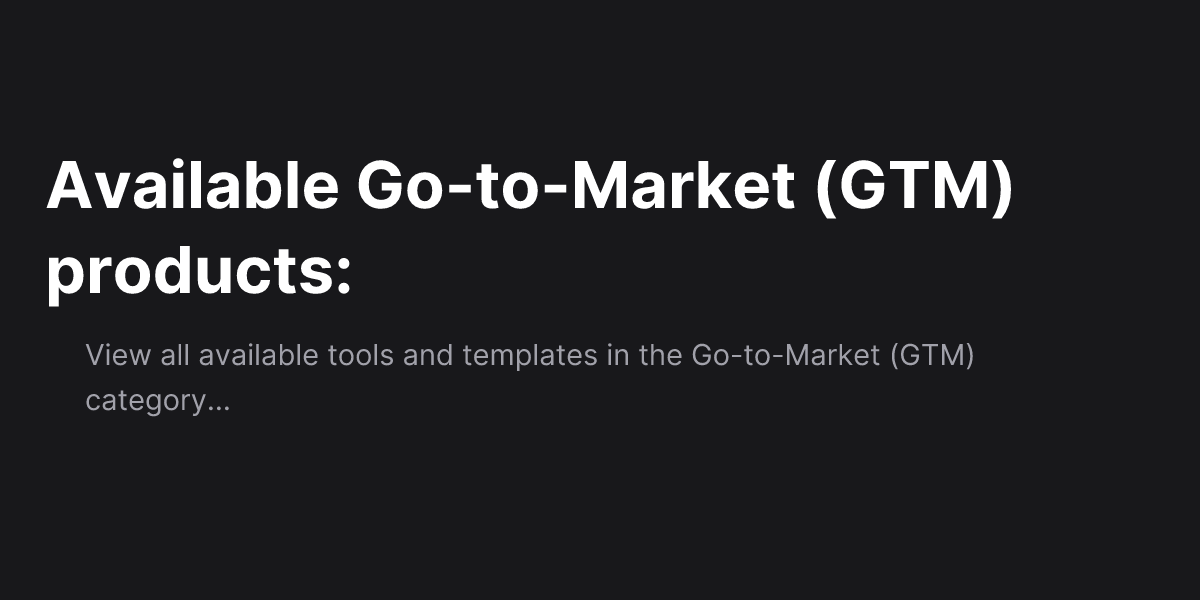 Available Go-to-Market (GTM)
products:
View all available tools and templates in the Go-to-Market (GTM)
category...